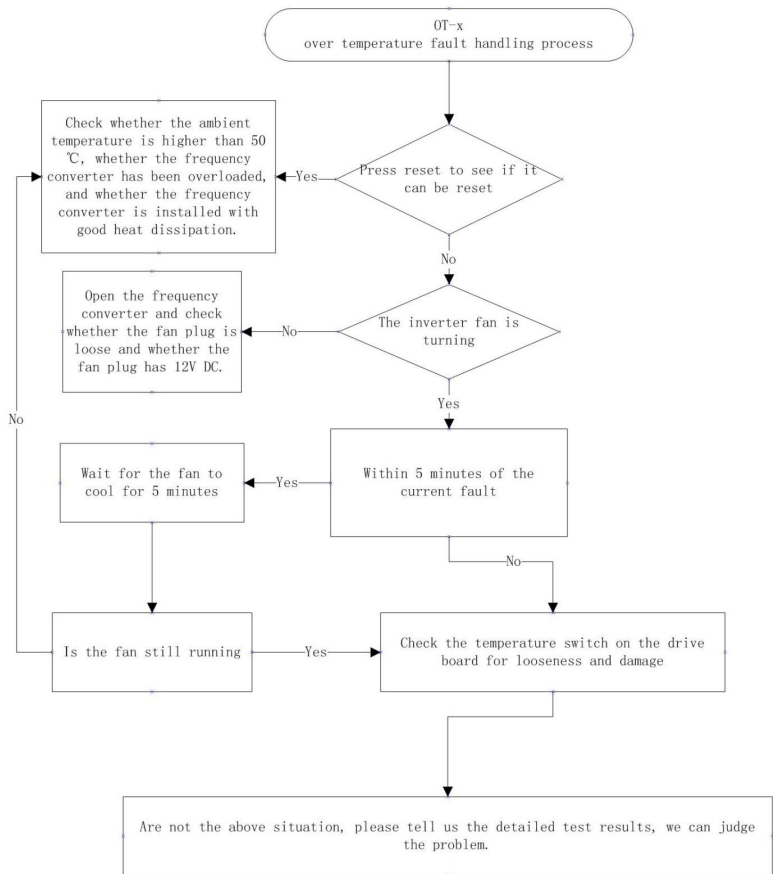 OT-x
over temperature fault handling process
Check whether the ambient
temperature is higher than 50
℃, whether the frequency
converter has been overloaded,
and whether the frequency
converter is installed with
good heat dissipation.
Yes
Press reset to see if it
can be reset
No
Open the frequency
converter and check
whether the fan plug is
loose and whether the
fan plug has 12V DC.
No
The inverter fan is
turning
Yes
No
Wait for the fan to
cool for 5 minutes
Yes
Within 5 minutes of the
current fault
No
Is the fan still running
Yes
Check the temperature switch on the drive
board for looseness and damage
Are not the above situation, please tell us the detailed test results, we can judge
the problem.